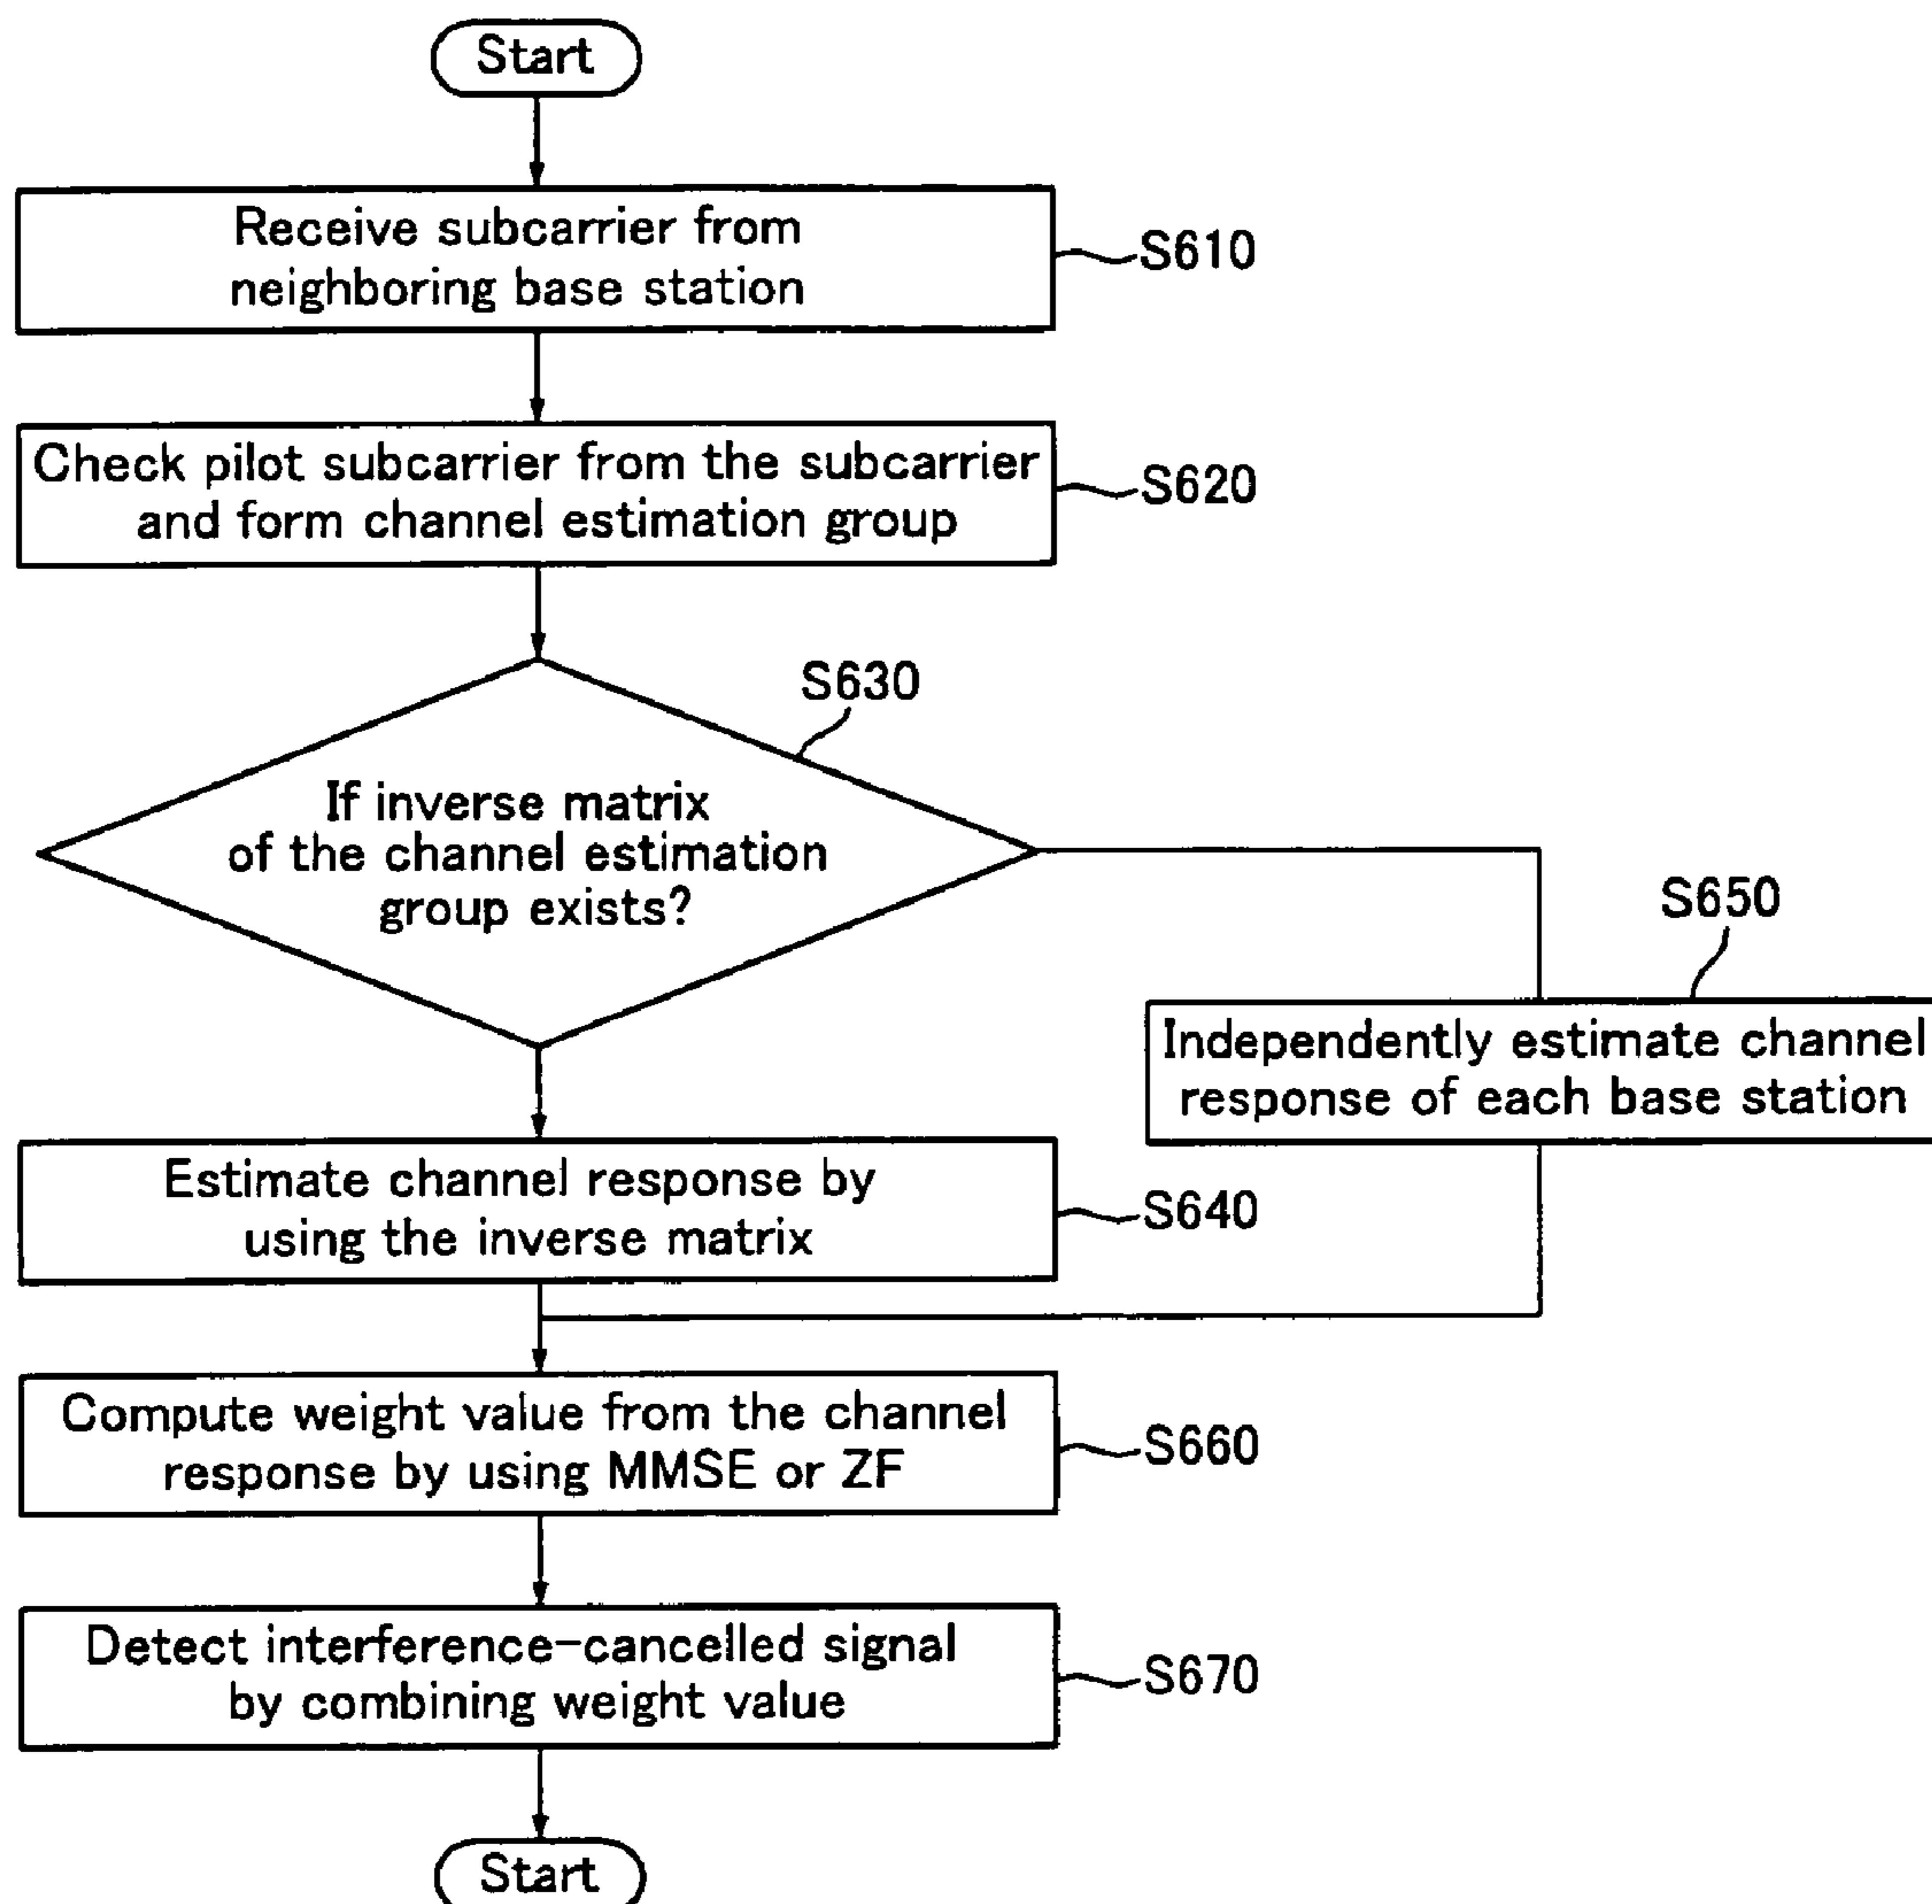 Start
Receive subcarrier from
neighboring base station
S610
Check pilot subcarrier from the subcarrier
and form channel estimation group
S620
S630
If inverse matrix
of the channel estimation
group exists?
S650
Independently estimate channel
response of each base station
Estimate channel response by
using the inverse matrix
S640
Compute weight value from the channel
response by using MMSE or ZF
S660
Detect interference-cancelled signal
by combining weight value
S670
Start